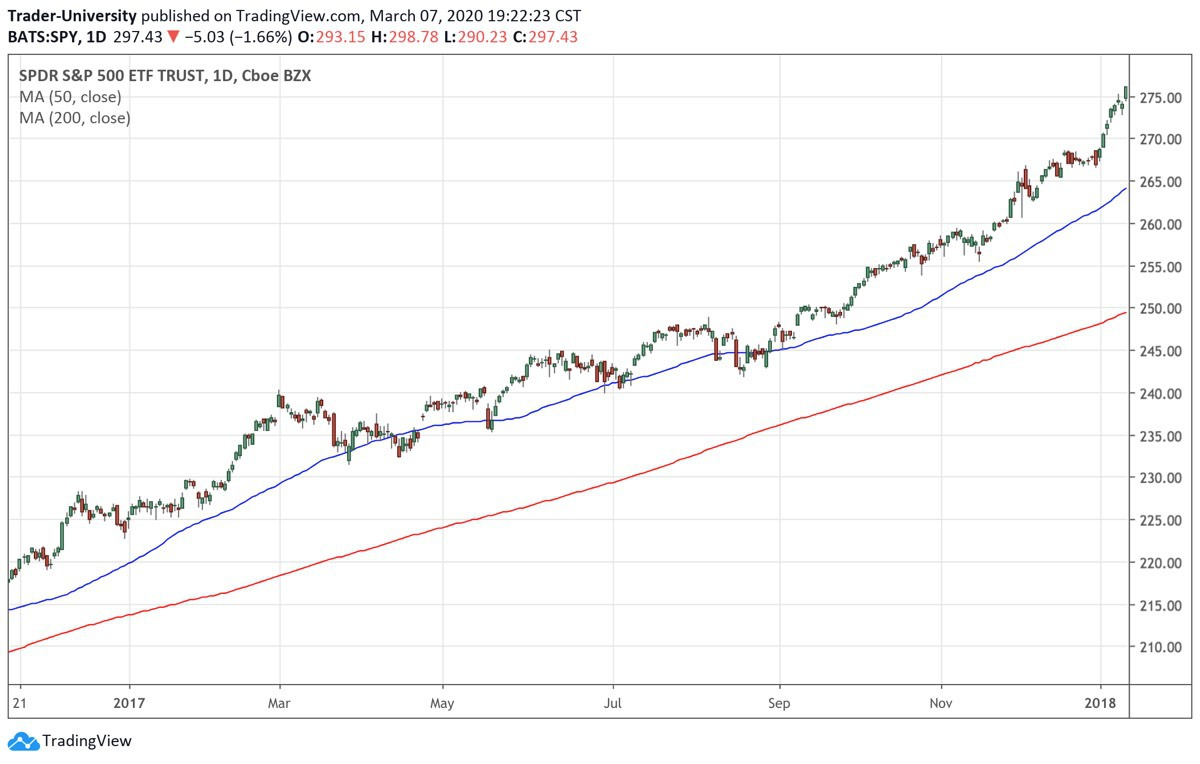 Trader-University published on TradingView.com, March 07, 2020 19:22:23 CST
BATS:SPY, 1D 297.43 ▼ −5.03 (−1.66%) O:293.15 H:298.78 L:290.23 C:297.43
SPDR S&P 500 ETF TRUST, 1D, Cboe BZX
MA (50, close)
MA (200, close)
275.00
270.00
265.00
260.00
255.00
250.00
245.00
240.00
235.00
230.00
225.00
220.00
215.00
210.00
21 2017 Mar May Jul Sep Nov 2018
TradingView